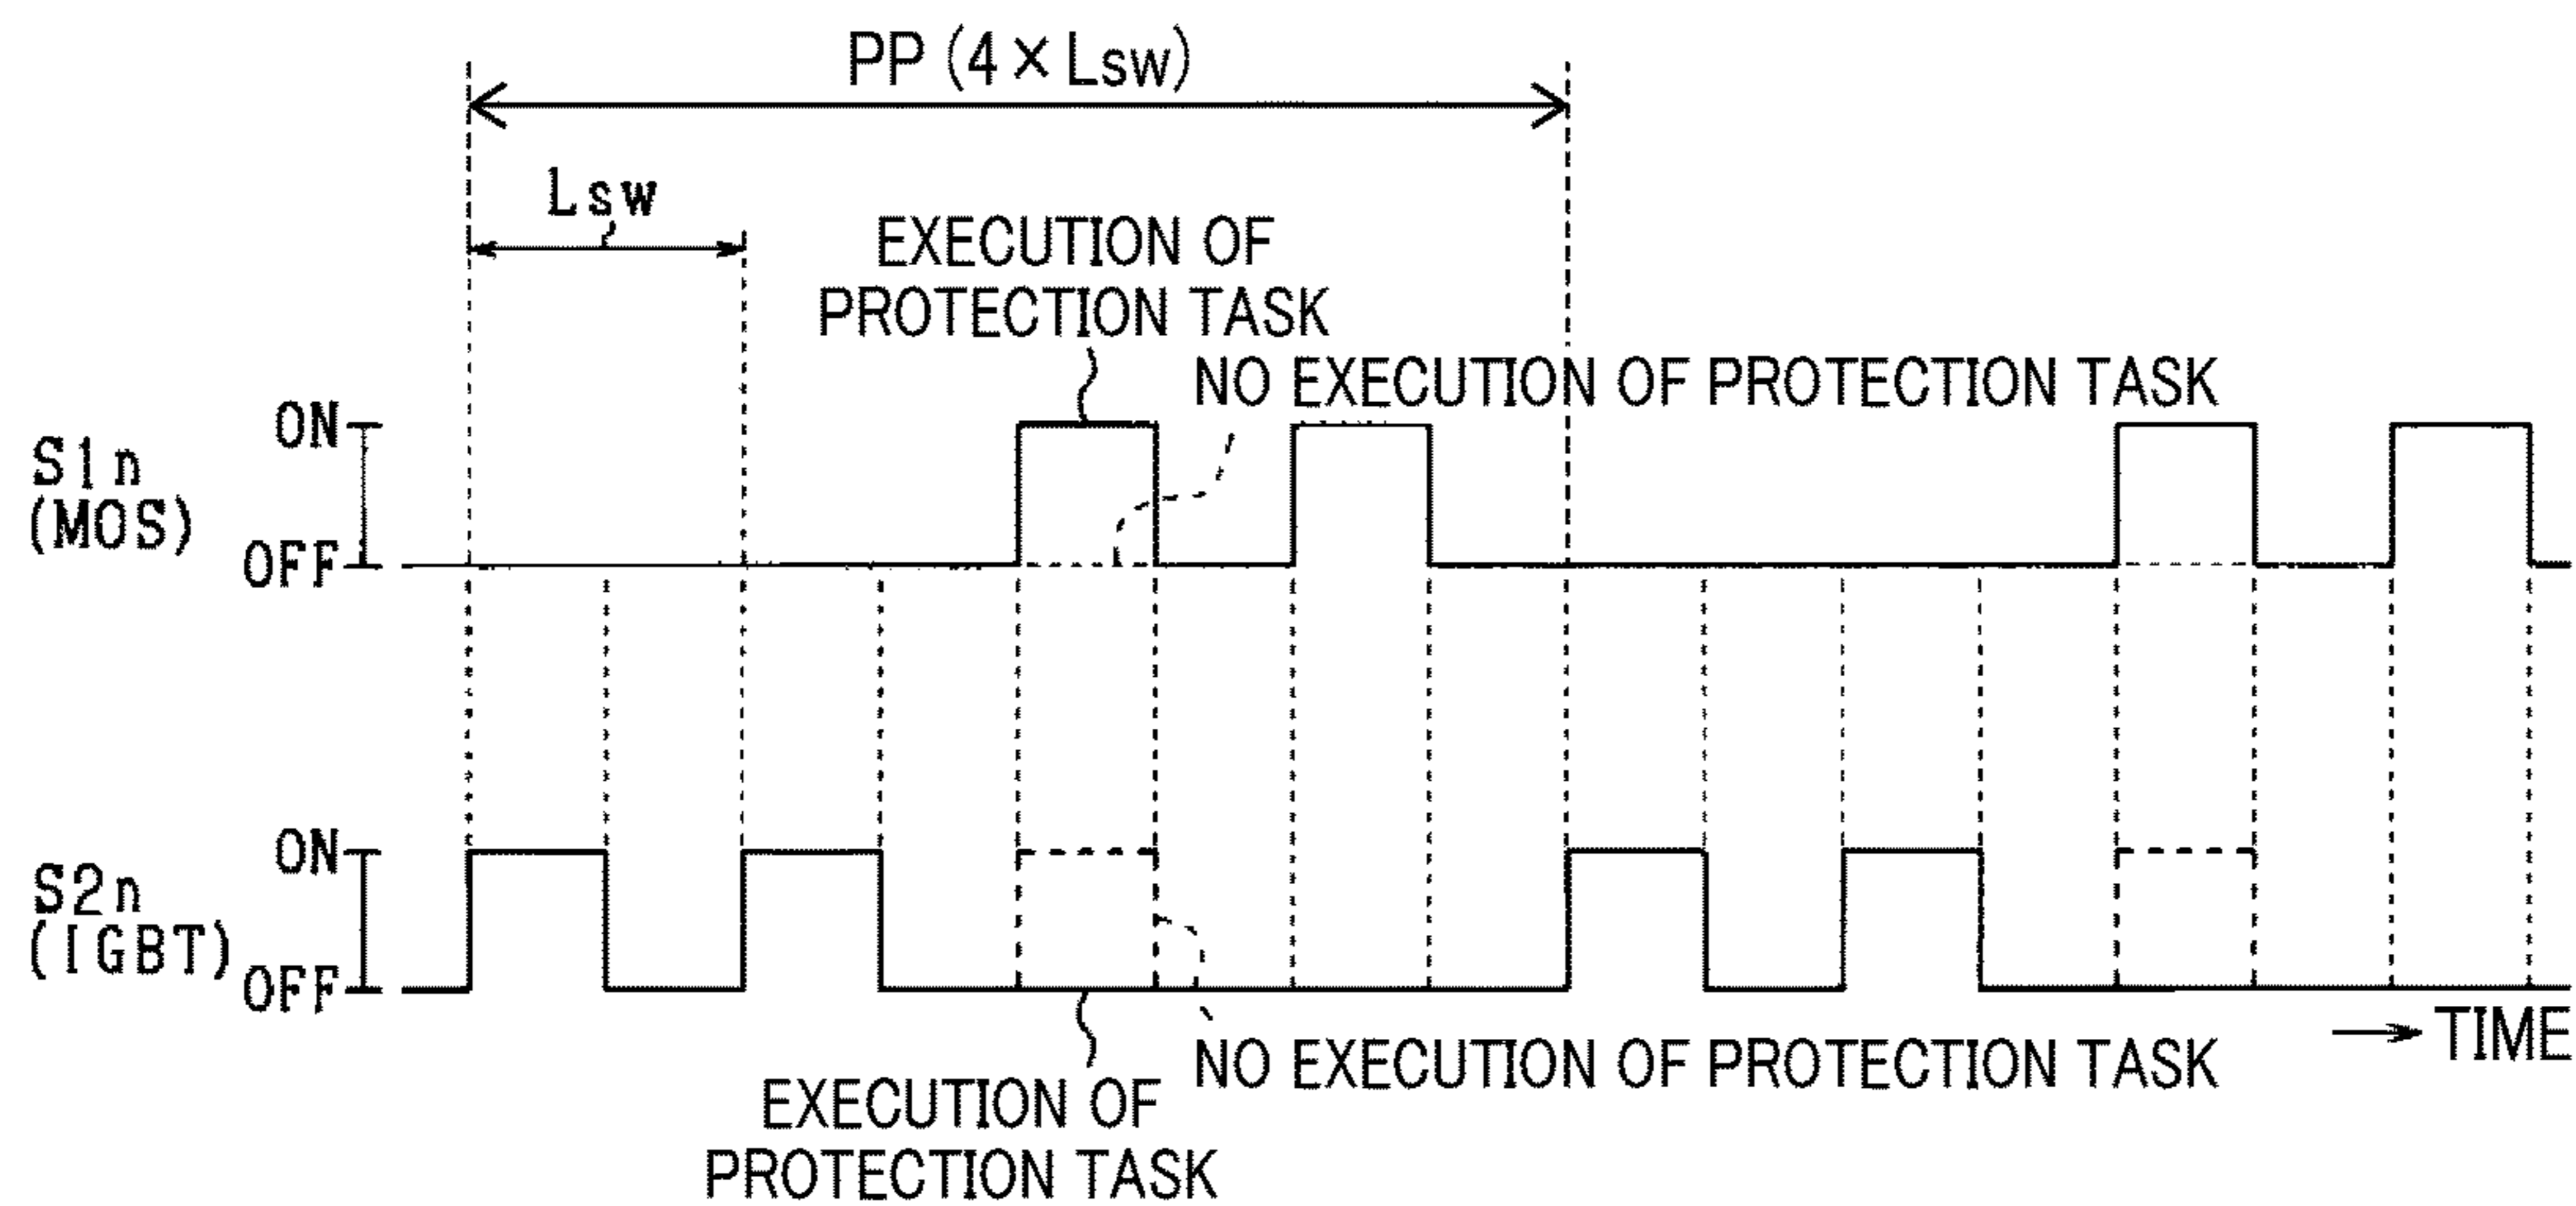 PP (4×Lsw)
Lsw
EXECUTION OF
PROTECTION TASK
NO EXECUTION OF PROTECTION TASK
ON
S1n
(MOS)
OFF
ON
S2n
(IGBT)
OFF
TIME
NO EXECUTION OF PROTECTION TASK
EXECUTION OF
PROTECTION TASK